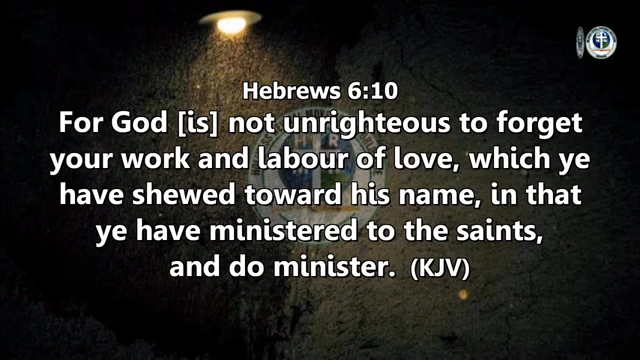 Hebrews 6:10
For God [is] not unrighteous to forget
your work and labour of love, which ye
have shewed toward his name, in that
ye have ministered to the saints,
and do minister. (KJV)